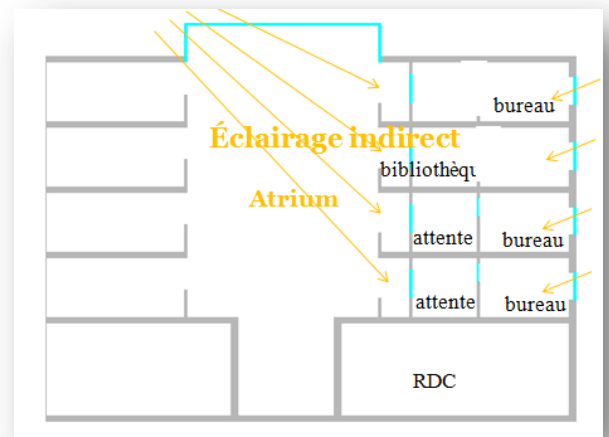 bureau
Éclairage indirect
bibliothèqu
Atrium
attente
bureau
attente
bureau
RDC